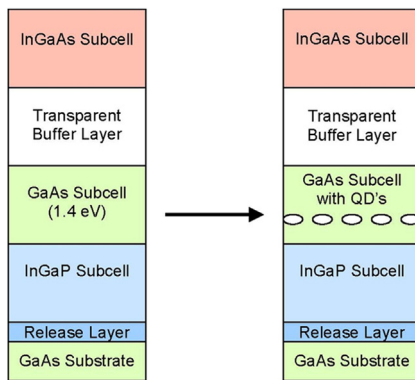 InGaAs Subcell
Transparent
Buffer Layer
GaAs Subcell
(1.4 eV)
InGaP Subcell
Release Layer
GaAs Substrate
InGaAs Subcell
Transparent
Buffer Layer
GaAs Subcell
with QD's
InGaP Subcell
Release Layer
GaAs Substrate